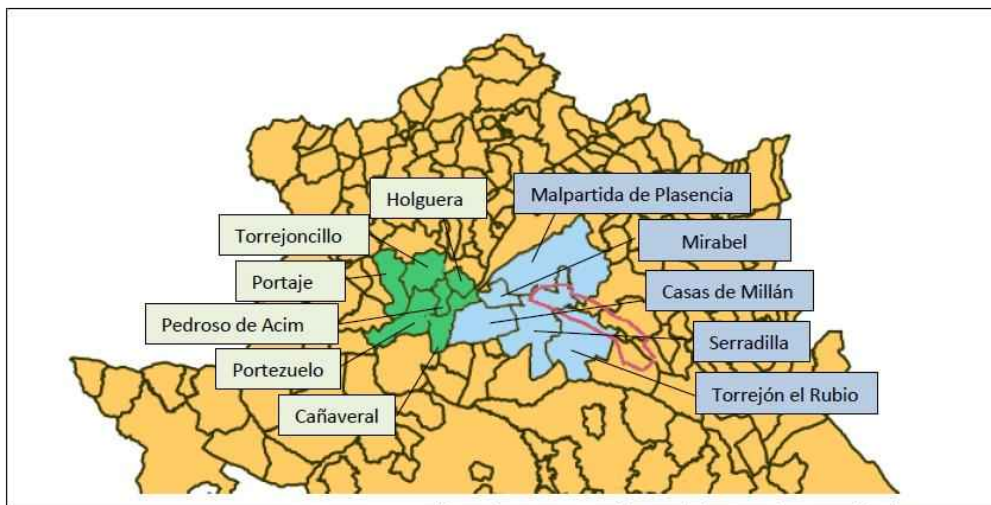 Holguera
Malpartida de Plasencia
Torrejoncillo
Mirabel
Portaje
Casas de Millán
Pedroso de Acim
Serradilla
Portezuelo
Torrejón el Rubio
Cañaveral